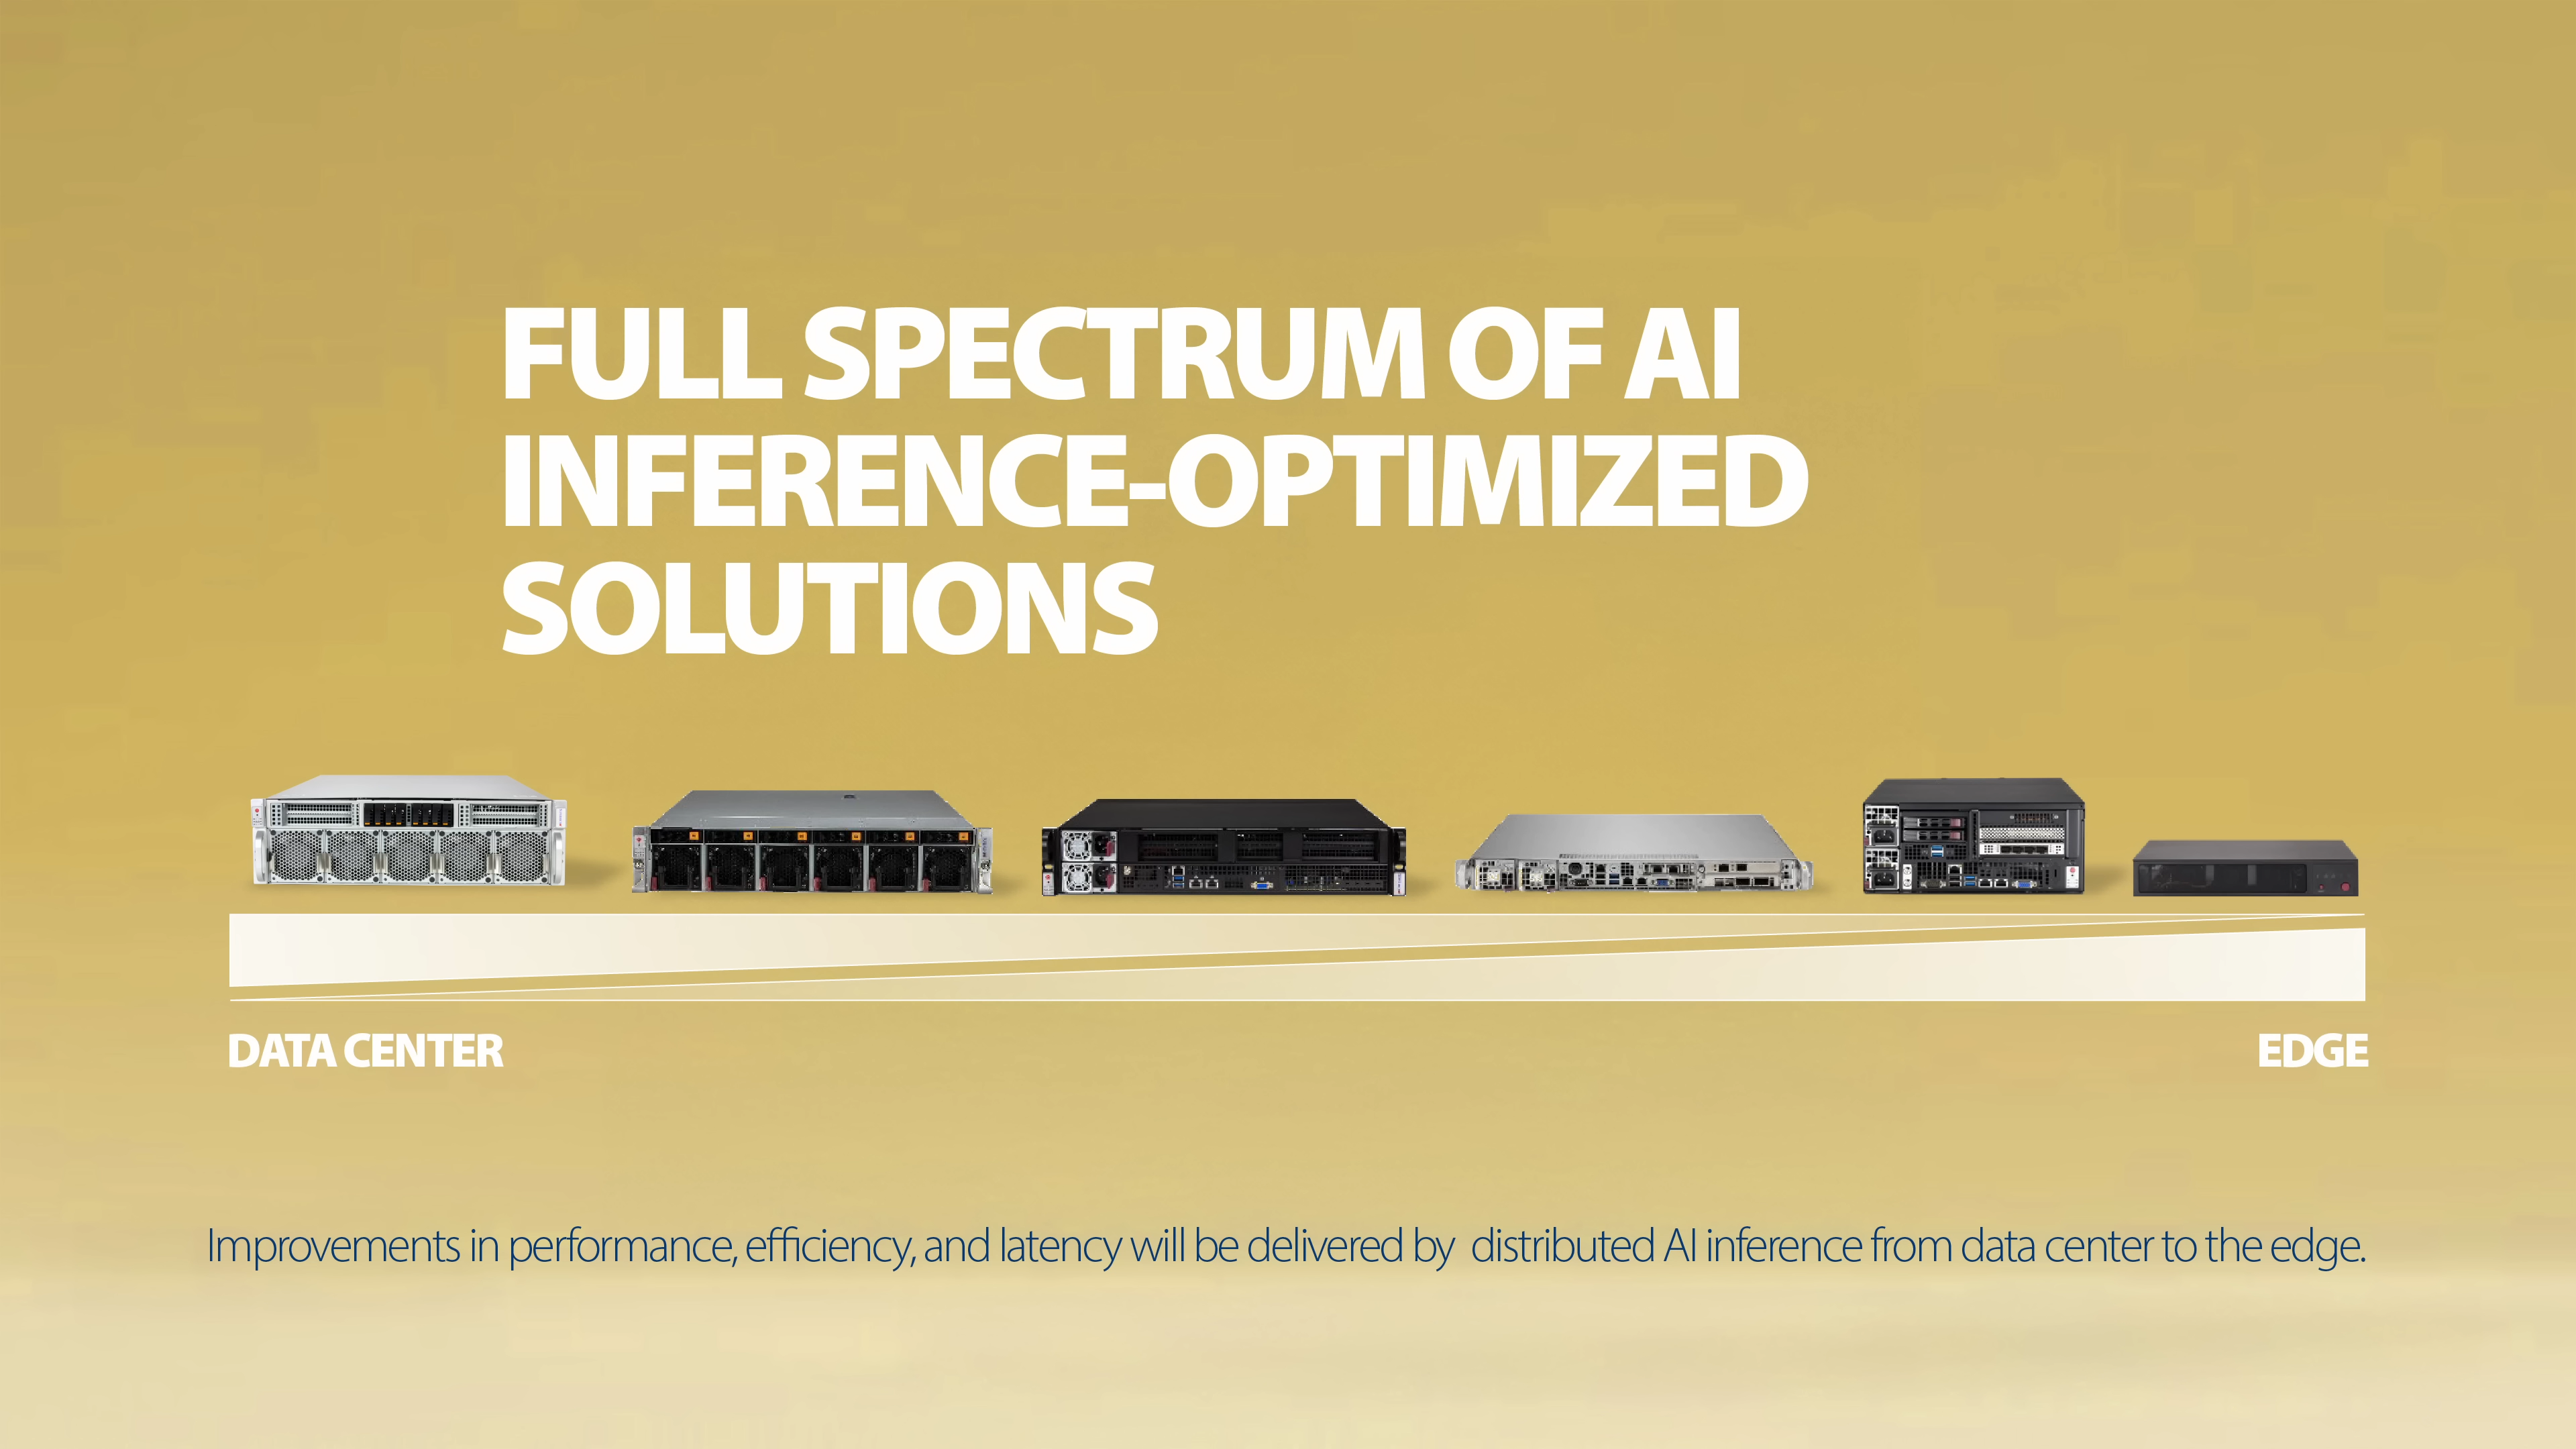 FULL SPECTRUM OF AI
INFERENCE-OPTIMIZED
SOLUTIONS
DATA CENTER
EDGE
Improvements in performance, efficiency, and latency will be delivered by  distributed AI inference from data center to the edge.